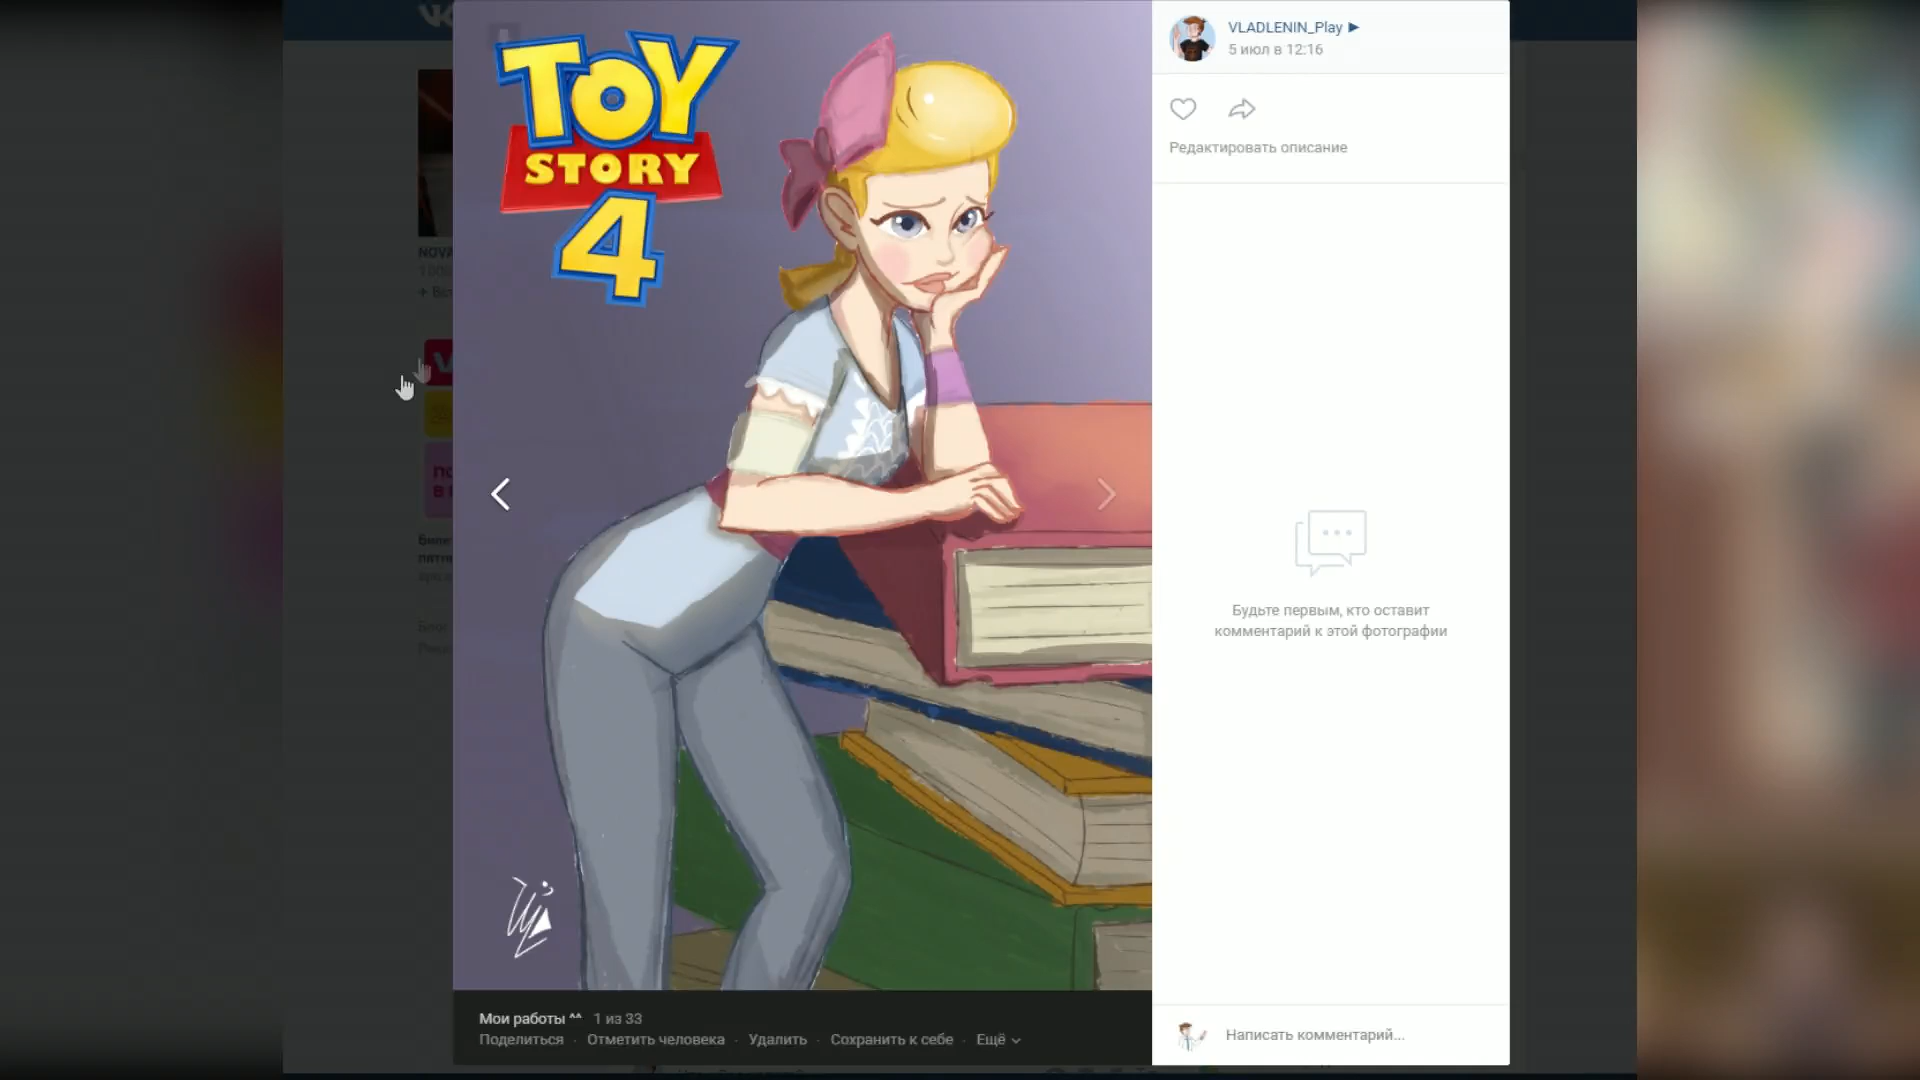 VLADLENIN_Play
5 июл в 12:16
TOY
STORY
4
Редактировать описание
NOVA
Будьте первым, кто оставит
комментарий к этой фотографии
Мои работы ^^ 1 из 33
Поделиться · Отметить человека · Удалить · Сохранить к себе · Ещё
Написать комментарий...